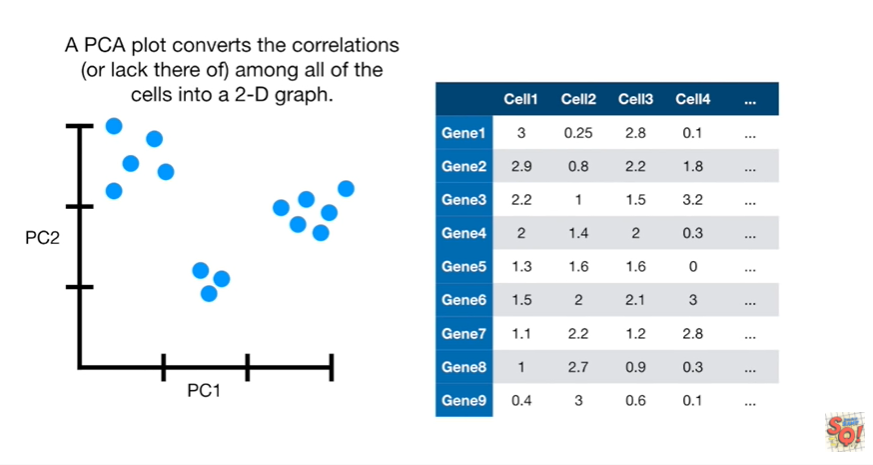 A PCA plot converts the correlations
(or lack there of) among all of the
cells into a 2-D graph.
PC2
PC1
Cell1 Cell2 Cell3 Cell4 ...
Gene1 3 0.25 2.8 0.1 ...
Gene2 2.9 0.8 2.2 1.8 ...
Gene3 2.2 1 1.5 3.2 ...
Gene4 2 1.4 2 0.3 ...
Gene5 1.3 1.6 1.6 0 ...
Gene6 1.5 2 2.1 3 ...
Gene7 1.1 2.2 1.2 2.8 ...
Gene8 1 2.7 0.9 0.3 ...
Gene9 0.4 3 0.6 0.1 ...
SQ!